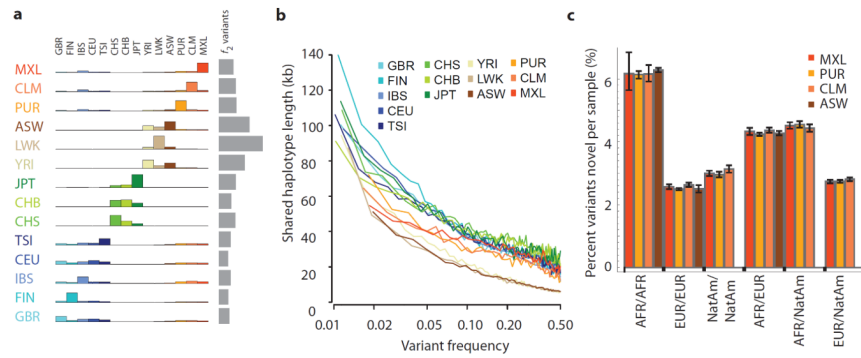 a
GBR FIN IBS CEU TSI CHS CHB JPT YRI LWK ASW PUR CLM MXL
f2 variants
MXL
CLM
PUR
ASW
LWK
YRI
JPT
CHB
CHS
TSI
CEU
IBS
FIN
GBR
b
Shared haplotype length (kb)
140
120
100
80
60
40
20
0
GBR CHS YRI PUR
FIN CHB LWK CLM
IBS JPT ASW MXL
CEU
TSI
0.01 0.02 0.05 0.10 0.20 0.50
Variant frequency
c
Percent variants novel per sample (%)
6
4
2
0
MXL
PUR
CLM
ASW
AFR/AFR
EUR/EUR
NatAm/
NatAm
AFR/EUR
AFR/NatAm
EUR/NatAm